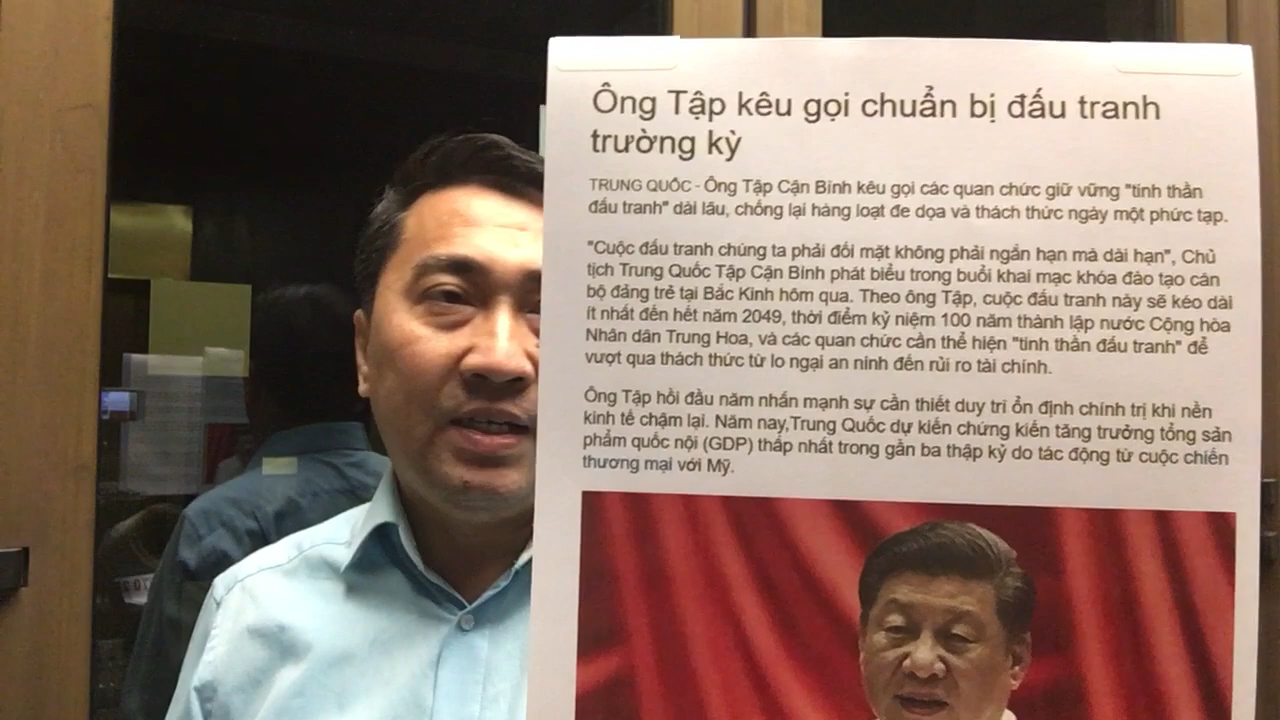 Ông Tập kêu gọi chuẩn bị đấu tranh
trường kỳ
TRUNG QUỐC - Ông Tập Cận Bình kêu gọi các quan chức giữ vững "tinh thần
đấu tranh" dài lâu, chống lại hàng loạt đe dọa và thách thức ngày một phức tạp.
"Cuộc đấu tranh chúng ta phải đối mặt không phải ngắn hạn mà dài hạn", Chủ
tịch Trung Quốc Tập Cận Bình phát biểu trong buổi khai mạc khóa đào tạo cán
bộ đảng trẻ tại Bắc Kinh hôm qua. Theo ông Tập, cuộc đấu tranh này sẽ kéo dài
ít nhất đến hết năm 2049, thời điểm kỷ niệm 100 năm thành lập nước Cộng hòa
Nhân dân Trung Hoa, và các quan chức cần thể hiện "tinh thần đấu tranh" để
vượt qua thách thức từ lo ngại an ninh đến rủi ro tài chính.
Ông Tập hồi đầu năm nhấn mạnh sự cần thiết duy trì ổn định chính trị khi nền
kinh tế chậm lại. Năm nay,Trung Quốc dự kiến chứng kiến tăng trưởng tổng sản
phẩm quốc nội (GDP) thấp nhất trong gần ba thập kỷ do tác động từ cuộc chiến
thương mại với Mỹ.